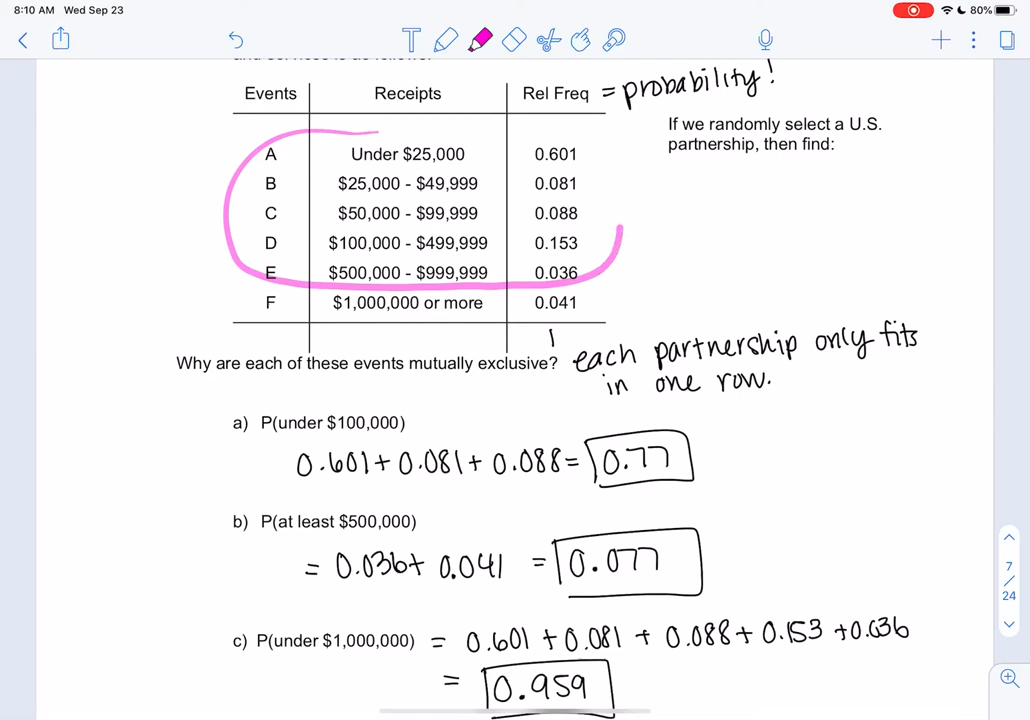 8:10 AM Wed Sep 23
80%
Events Receipts Rel Freq = probability!
If we randomly select a U.S.
partnership, then find:
A Under $25,000 0.601
B $25,000 - $49,999 0.081
C $50,000 - $99,999 0.088
D $100,000 - $499,999 0.153
E $500,000 - $999,999 0.036
F $1,000,000 or more 0.041
1
Why are each of these events mutually exclusive? each partnership only fits
in one row.
a) P(under $100,000)
0.601 + 0.081 + 0.088 = 0.77
b) P(at least $500,000)
= 0.036 + 0.041 = 0.077
c) P(under $1,000,000) = 0.601 + 0.081 + 0.088 + 0.153 + 0.036
= 0.959
7
/
24